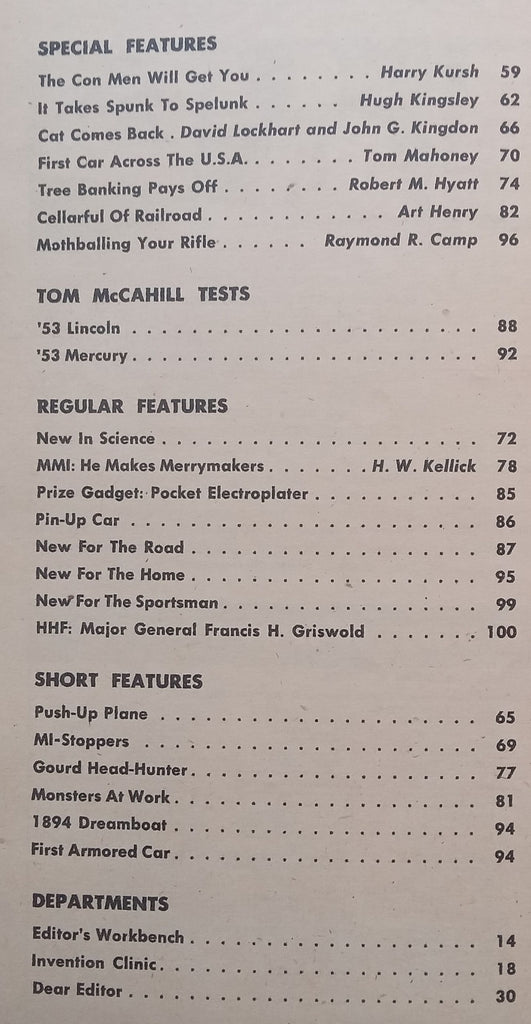 SPECIAL FEATURES
The Con Men Will Get You . . . . . . . . Harry Kursh 59
It Takes Spunk To Spelunk . . . . . . Hugh Kingsley 62
Cat Comes Back . David Lockhart and John G. Kingdon 66
First Car Across The U.S.A. . . . . . . . . Tom Mahoney 70
Tree Banking Pays Off . . . . . . . . Robert M. Hyatt 74
Cellarful Of Railroad . . . . . . . . . . . . Art Henry 82
Mothballing Your Rifle . . . . . . Raymond R. Camp 96
TOM McCAHILL TESTS
'53 Lincoln . . . . . . . . . . . . . . . . . . . . . . . 88
'53 Mercury . . . . . . . . . . . . . . . . . . . . . . . 92
REGULAR FEATURES
New In Science . . . . . . . . . . . . . . . . . . . . . 72
MMI: He Makes Merrymakers . . . . . . . H. W. Kellick 78
Prize Gadget: Pocket Electroplater . . . . . . . . . . . 85
Pin-Up Car . . . . . . . . . . . . . . . . . . . . . . . 86
New For The Road . . . . . . . . . . . . . . . . . . . 87
New For The Home . . . . . . . . . . . . . . . . . . . 95
New For The Sportsman . . . . . . . . . . . . . . . . . 99
HHF: Major General Francis H. Griswold . . . . . . . 100
SHORT FEATURES
Push-Up Plane . . . . . . . . . . . . . . . . . . . . . 65
MI-Stoppers . . . . . . . . . . . . . . . . . . . . . . 69
Gourd Head-Hunter . . . . . . . . . . . . . . . . . . . 77
Monsters At Work . . . . . . . . . . . . . . . . . . . . 81
1894 Dreamboat . . . . . . . . . . . . . . . . . . . . 94
First Armored Car . . . . . . . . . . . . . . . . . . . . 94
DEPARTMENTS
Editor's Workbench . . . . . . . . . . . . . . . . . . . 14
Invention Clinic . . . . . . . . . . . . . . . . . . . . . 18
Dear Editor . . . . . . . . . . . . . . . . . . . . . . . 30